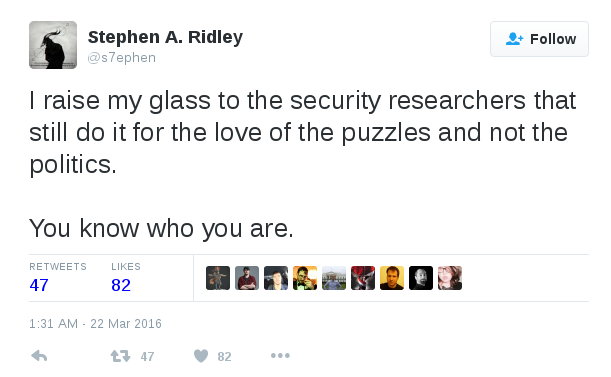 Stephen A. Ridley
@s7ephen
Follow
I raise my glass to the security researchers that
still do it for the love of the puzzles and not the
politics.
You know who you are.
RETWEETS LIKES
47 82
1:31 AM - 22 Mar 2016
47 82